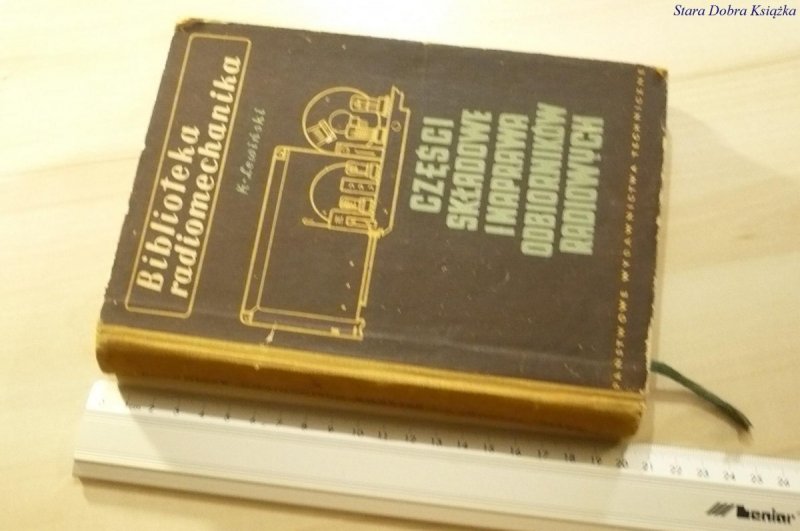 Stara Dobra Książka
Biblioteka
radiomechanika
K. Lewiński
CZĘŚCI
SKŁADOWE
I NAPRAWA
ODBIORNIKÓW
RADIOWYCH
PAŃSTWOWE WYDAWNICTWA TECHNICZNE
2 3 4 5 6 7 8 9 10 11 12 13 14 15 16 17 18 19 20 21 22 23 24 25 26
Leniar